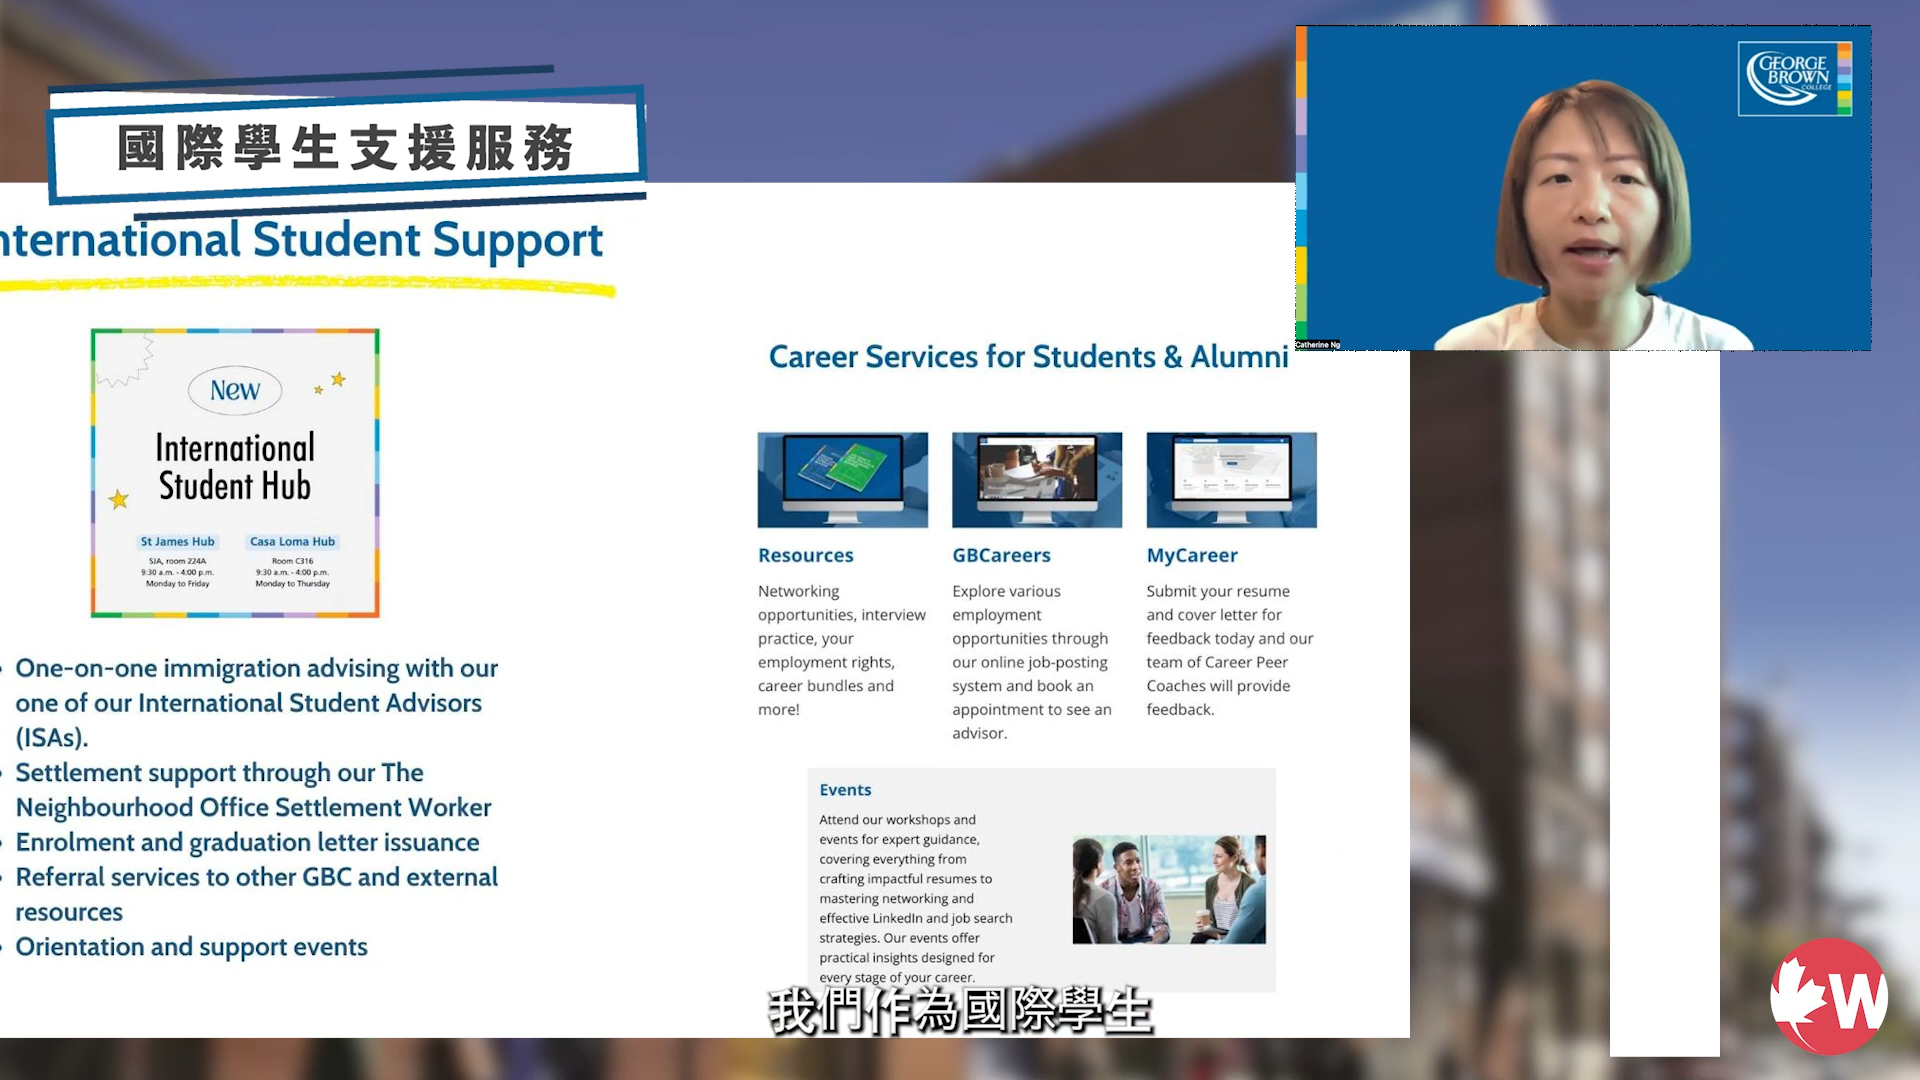 國際學生支援服務
nternational Student Support
New
International
Student Hub
St James Hub
SJA, room 224A
9:30 a.m. - 4:00 p.m.
Monday to Friday
Casa Loma Hub
Room C316
9:30 a.m. - 4:00 p.m.
Monday to Thursday
• One-on-one immigration advising with our
one of our International Student Advisors
(ISAs).
• Settlement support through our The
Neighbourhood Office Settlement Worker
• Enrolment and graduation letter issuance
• Referral services to other GBC and external
resources
• Orientation and support events
Career Services for Students & Alumni
Resources
Networking
opportunities, interview
practice, your
employment rights,
career bundles and
more!
GBCareers
Explore various
employment
opportunities through
our online job-posting
system and book an
appointment to see an
advisor.
MyCareer
Submit your resume
and cover letter for
feedback today and our
team of Career Peer
Coaches will provide
feedback.
Events
Attend our workshops and
events for expert guidance,
covering everything from
crafting impactful resumes to
mastering networking and
effective LinkedIn and job search
strategies. Our events offer
practical insights designed for
every stage of your career.
GEORGE
BROWN
COLLEGE
Catherine Ng
我們作為國際學生
W